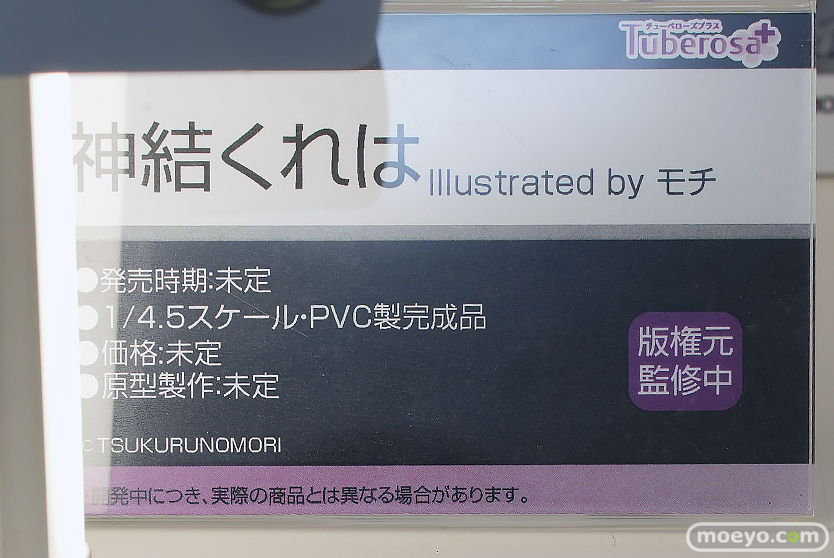 チューベローズプラス
Tuberosa+
神結くれは Illustrated by モチ
●発売時期:未定
●1/4.5スケール・PVC製完成品
●価格:未定
●原型製作:未定
版権元
監修中
TSUKURUNOMORI
開発中につき、実際の商品とは異なる場合があります。
moeyo.com